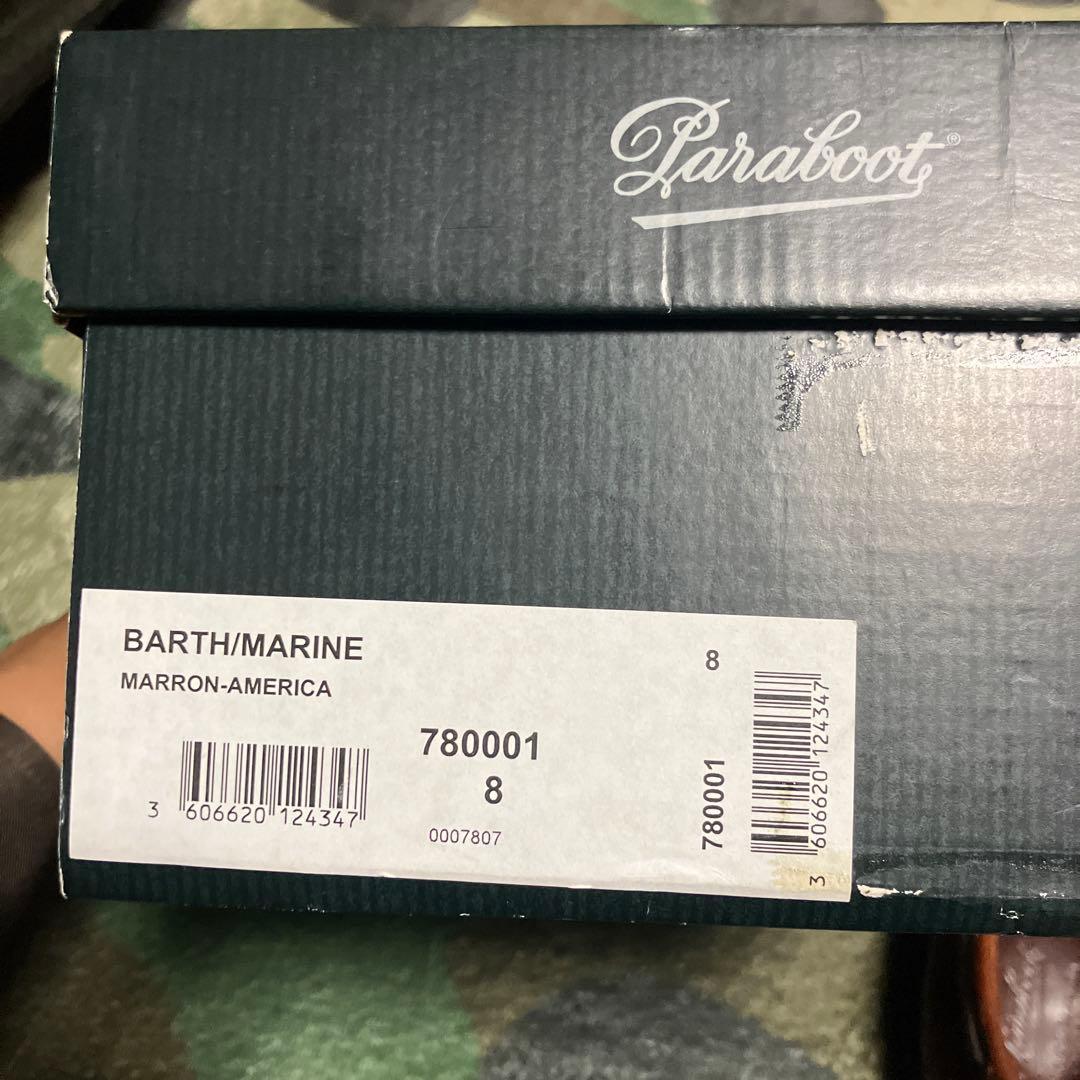 Paraboot®
BARTH/MARINE
MARRON-AMERICA
780001
8
0007807
3 606620 124347
8
780001
3 606620 124347